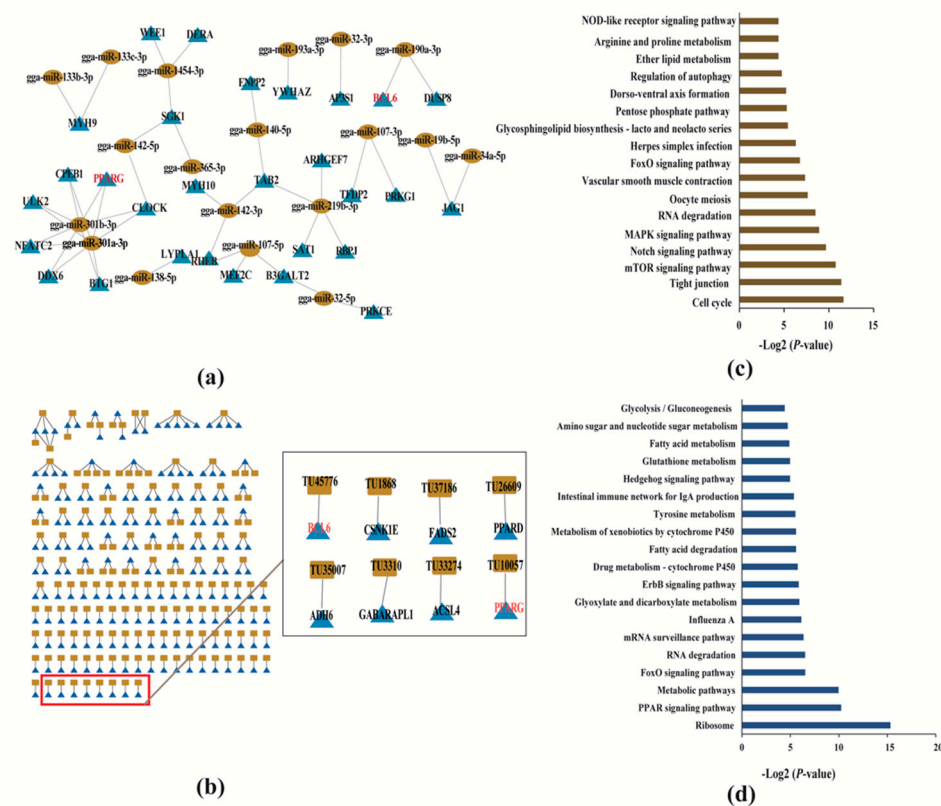 (a)
WEE1
DERA
gga-miR-133c-3p
gga-miR-133b-3p
gga-miR-1454-3p
MYH9
SGK1
gga-miR-142-5p
gga-miR-365-3p
CPEB1
PPARG
ULK2
CLOCK
gga-miR-301b-3p
gga-miR-301a-3p
NFATC2
DDX6
BTG1
gga-miR-138-5p
LYPLA1
gga-miR-193a-3p
gga-miR-32-3p
gga-miR-190a-3p
ENPP2
YWHAZ
AP3S1
BCL6
DUSP8
gga-miR-140-5p
gga-miR-107-3p
gga-miR-19b-5p
gga-miR-34a-5p
ARHGEF7
MYH10
TAB2
TFDP2
PRKG1
JAG1
gga-miR-142-3p
gga-miR-219b-3p
gga-miR-107-5p
SAT1
RBPJ
MEF2C
B3GALT2
gga-miR-32-5p
PRKCE
(a)
(c)
NOD-like receptor signaling pathway
Arginine and proline metabolism
Ether lipid metabolism
Regulation of autophagy
Dorso-ventral axis formation
Pentose phosphate pathway
Glycosphingolipid biosynthesis - lacto and neolacto series
Herpes simplex infection
FoxO signaling pathway
Vascular smooth muscle contraction
Oocyte meiosis
RNA degradation
MAPK signaling pathway
Notch signaling pathway
mTOR signaling pathway
Tight junction
Cell cycle
0 5 10 15
-Log2 (P-value)
(c)
TU45776
TU1868
TU37186
TU26609
BCL6
CSNK1E
FADS2
PPARD
TU35007
TU3310
TU33274
TU10057
ADH6
GABARAPL1
ACSL4
PPARG
(b)
Glycolysis / Gluconeogenesis
Amino sugar and nucleotide sugar metabolism
Fatty acid metabolism
Glutathione metabolism
Hedgehog signaling pathway
Intestinal immune network for IgA production
Tyrosine metabolism
Metabolism of xenobiotics by cytochrome P450
Fatty acid degradation
Drug metabolism - cytochrome P450
ErbB signaling pathway
Glyoxylate and dicarboxylate metabolism
Influenza A
mRNA surveillance pathway
RNA degradation
FoxO signaling pathway
Metabolic pathways
PPAR signaling pathway
Ribosome
0 5 10 15 20
-Log2 (P-value)
(d)